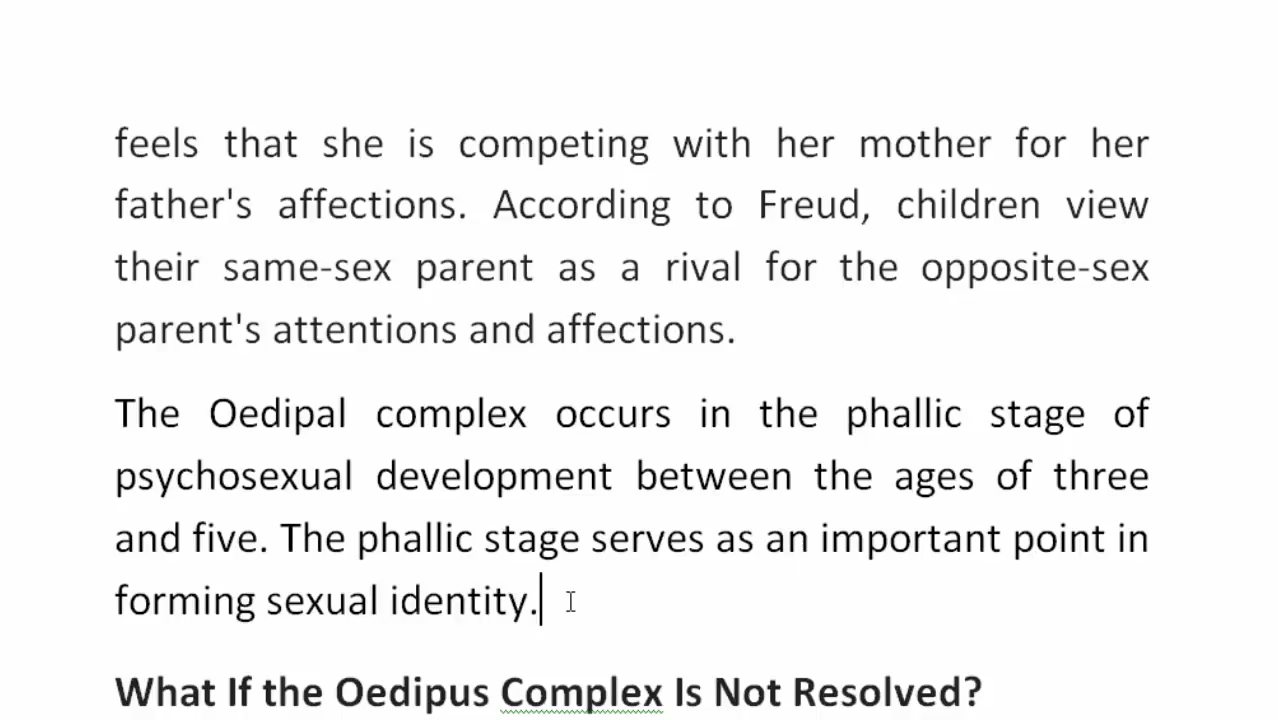 feels that she is competing with her mother for her
father's affections. According to Freud, children view
their same-sex parent as a rival for the opposite-sex
parent's attentions and affections.
The Oedipal complex occurs in the phallic stage of
psychosexual development between the ages of three
and five. The phallic stage serves as an important point in
forming sexual identity.
What If the Oedipus Complex Is Not Resolved?